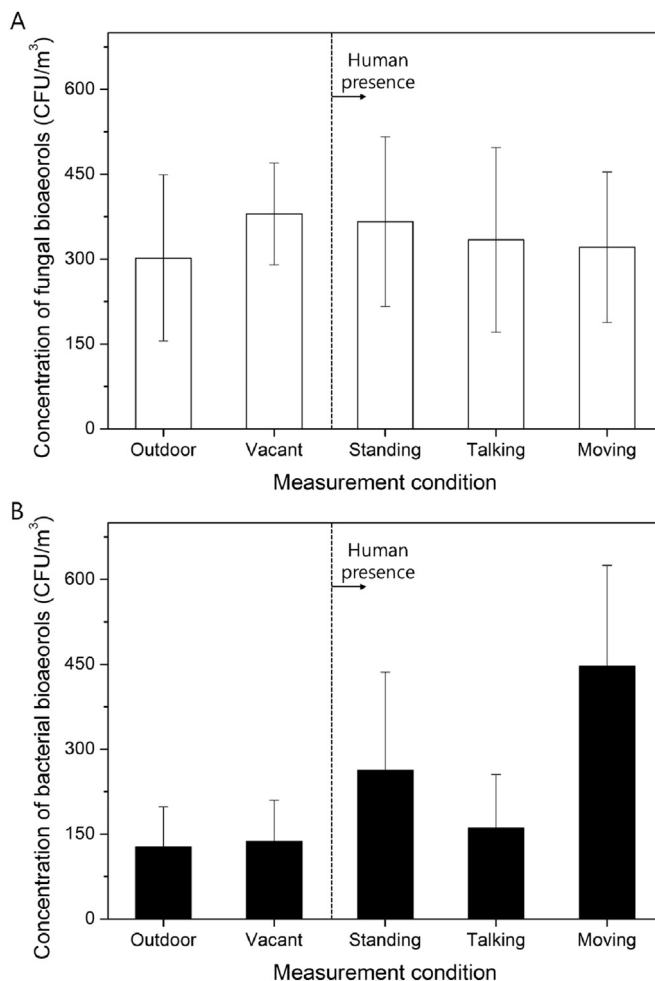 A
Concentration of fungal bioaeorols (CFU/m³)
600
450
300
150
0
Human
presence
Outdoor Vacant Standing Talking Moving
Measurement condition
B
Concentration of bacterial bioaeorols (CFU/m³)
600
450
300
150
0
Human
presence
Outdoor Vacant Standing Talking Moving
Measurement condition